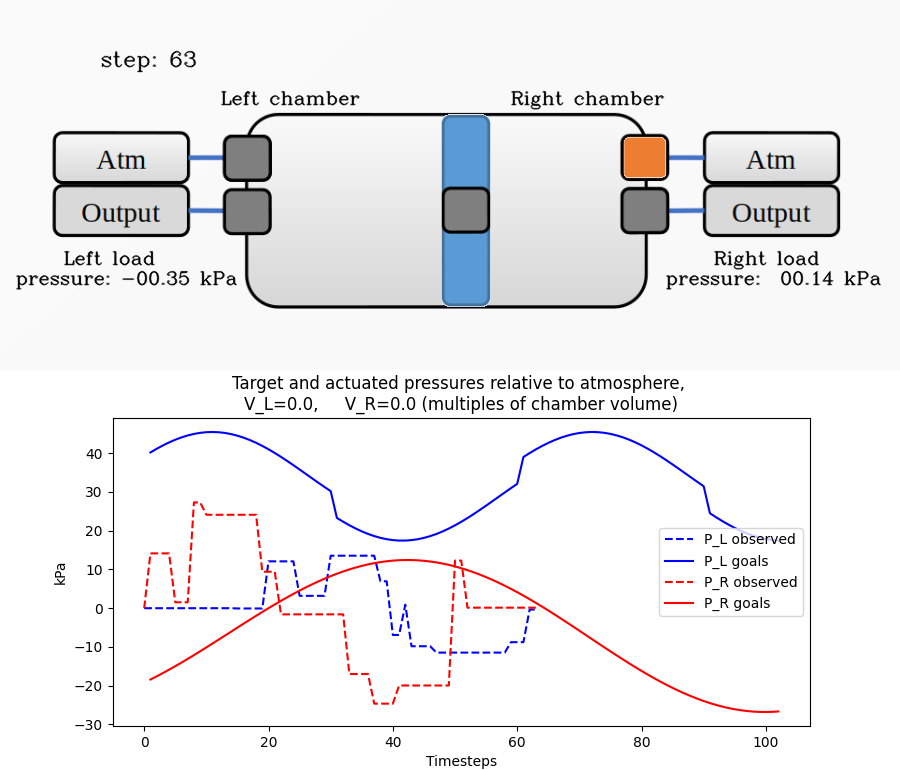 step: 63
Left chamber
Right chamber
Atm
Output
Atm
Output
Left load
pressure: -00.35 kPa
Right load
pressure: 00.14 kPa
Target and actuated pressures relative to atmosphere,
V_L=0.0, V_R=0.0 (multiples of chamber volume)
40
30
20
10
0
−10
−20
−30
kPa
P_L observed
P_L goals
P_R observed
P_R goals
0 20 40 60 80 100
Timesteps